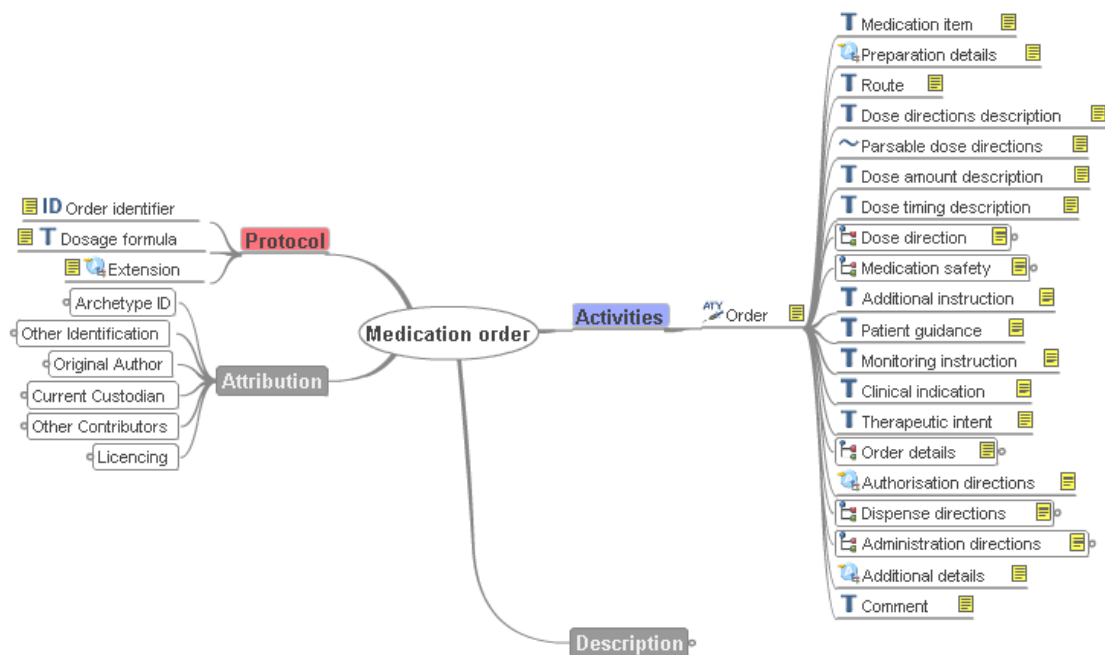 Medication order
Protocol
ID Order identifier
T Dosage formula
Extension
Attribution
Archetype ID
Other Identification
Original Author
Current Custodian
Other Contributors
Licencing
Activities
ATY Order
T Medication item
Preparation details
T Route
T Dose directions description
Parsable dose directions
T Dose amount description
T Dose timing description
Dose direction
Medication safety
T Additional instruction
T Patient guidance
T Monitoring instruction
T Clinical indication
T Therapeutic intent
Order details
Authorisation directions
Dispense directions
Administration directions
Additional details
T Comment
Description